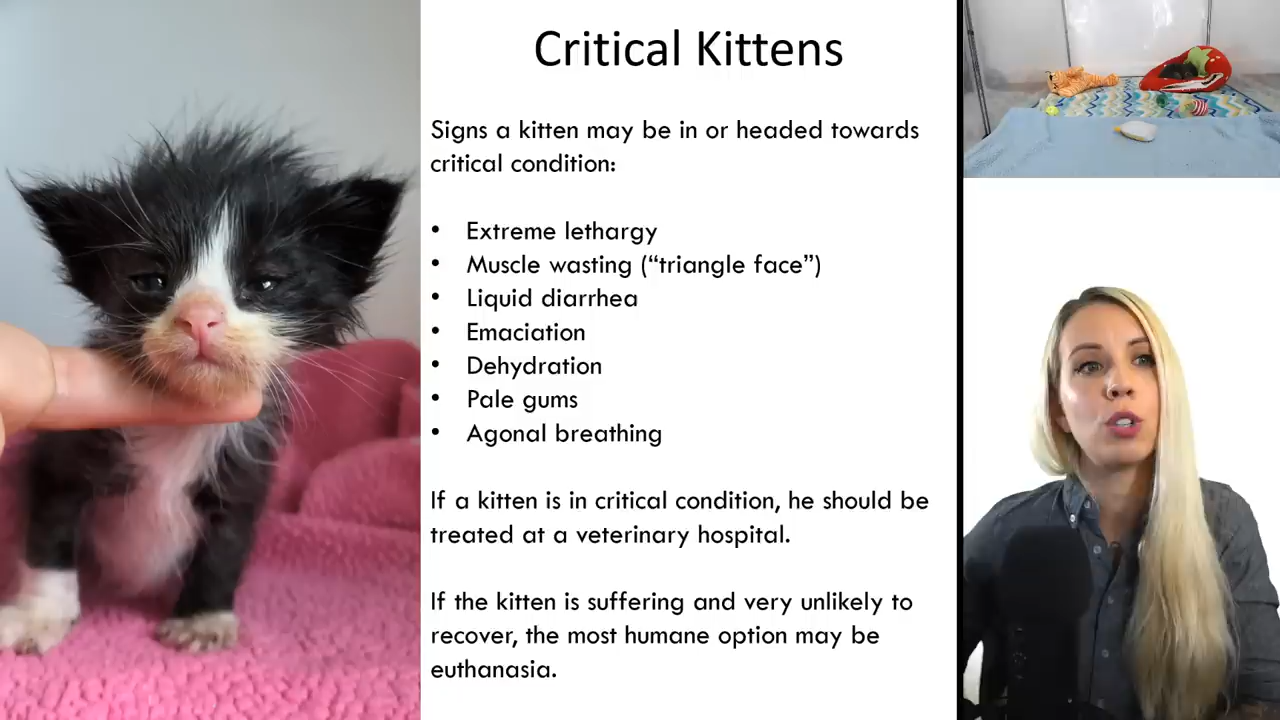 Critical Kittens
Signs a kitten may be in or headed towards
critical condition:
• Extreme lethargy
• Muscle wasting (“triangle face”)
• Liquid diarrhea
• Emaciation
• Dehydration
• Pale gums
• Agonal breathing
If a kitten is in critical condition, he should be
treated at a veterinary hospital.
If the kitten is suffering and very unlikely to
recover, the most humane option may be
euthanasia.